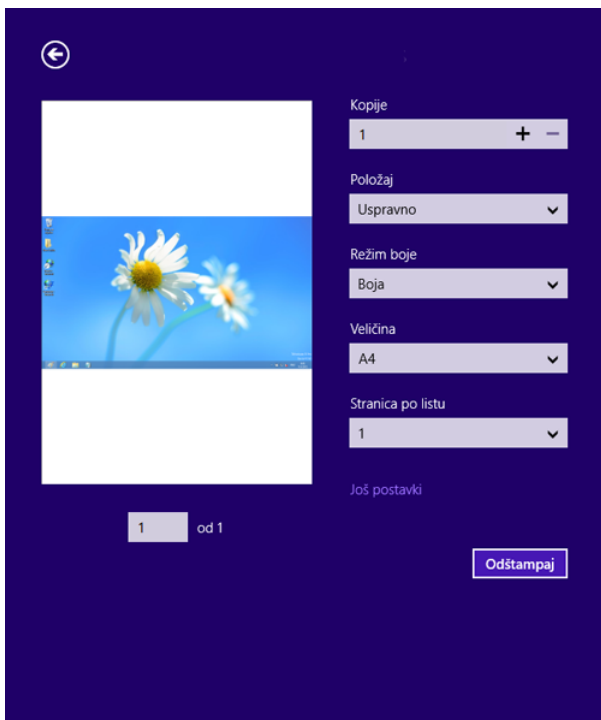 Kopije
1
Položaj
Uspravno
Režim boje
Boja
Veličina
A4
Stranica po listu
1
Još postavki
1 od 1
Odštampaj